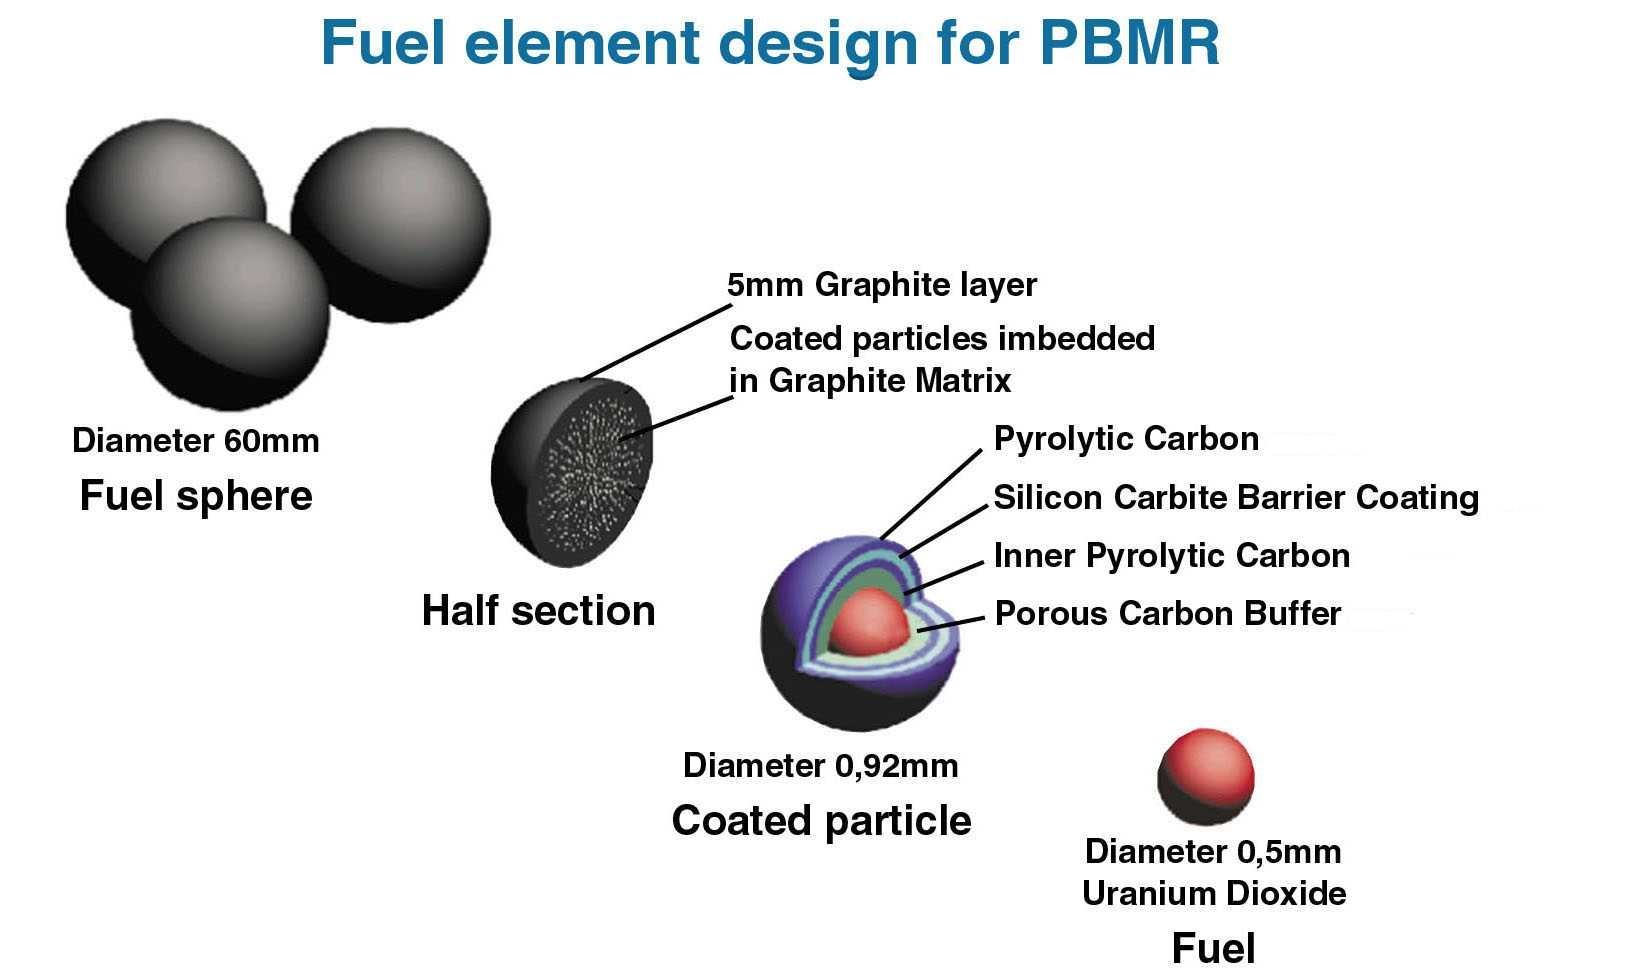 Fuel element design for PBMR
Diameter 60mm
Fuel sphere
5mm Graphite layer
Coated particles imbedded
in Graphite Matrix
Half section
Pyrolytic Carbon
Silicon Carbite Barrier Coating
Inner Pyrolytic Carbon
Porous Carbon Buffer
Diameter 0,92mm
Coated particle
Diameter 0,5mm
Uranium Dioxide
Fuel